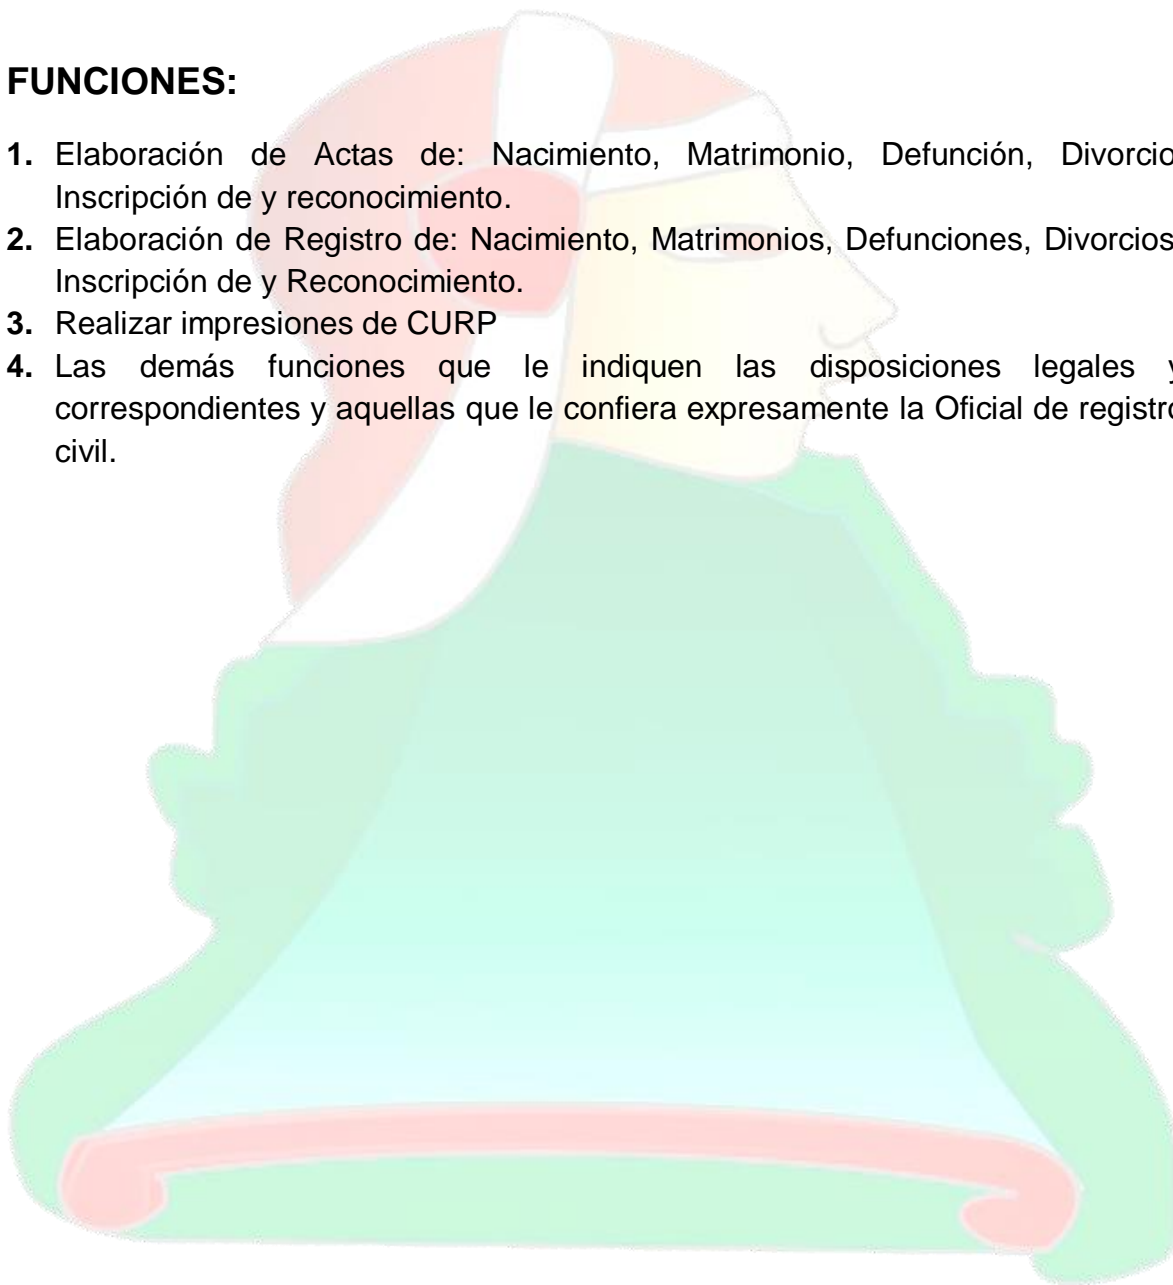 FUNCIONES:
1. Elaboración de Actas de: Nacimiento, Matrimonio, Defunción, Divorcio
Inscripción de y reconocimiento.
2. Elaboración de Registro de: Nacimiento, Matrimonios, Defunciones, Divorcios
Inscripción de y Reconocimiento.
3. Realizar impresiones de CURP
4. Las demás funciones que le indiquen las disposiciones legales y
correspondientes y aquellas que le confiera expresamente la Oficial de registro
civil.